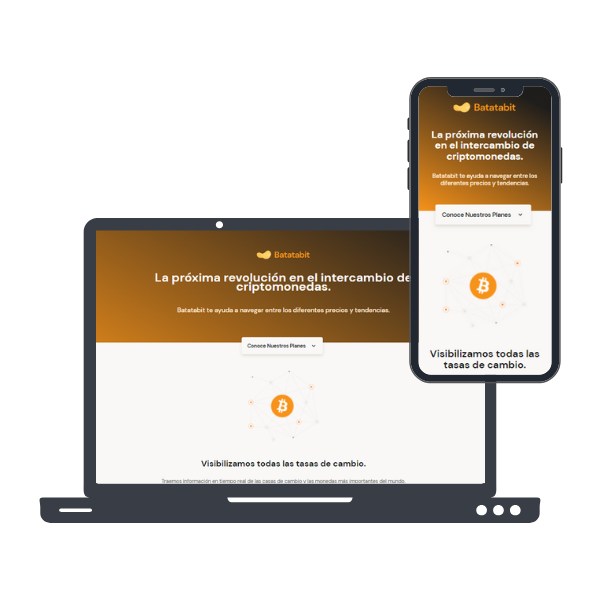 Batatabit
La próxima revolución en el intercambio de
criptomonedas.
Batatabit te ayuda a navegar entre los diferentes precios y tendencias.
Conoce Nuestros Planes
Visibilizamos todas las tasas de cambio.
Traemos información en tiempo real de las casas de cambio y las monedas más importantes del mundo.
Batatabit
La próxima revolución
en el intercambio de
criptomonedas.
Batatabit te ayuda a navegar entre los
diferentes precios y tendencias.
Conoce Nuestros Planes
Visibilizamos todas las
tasas de cambio.